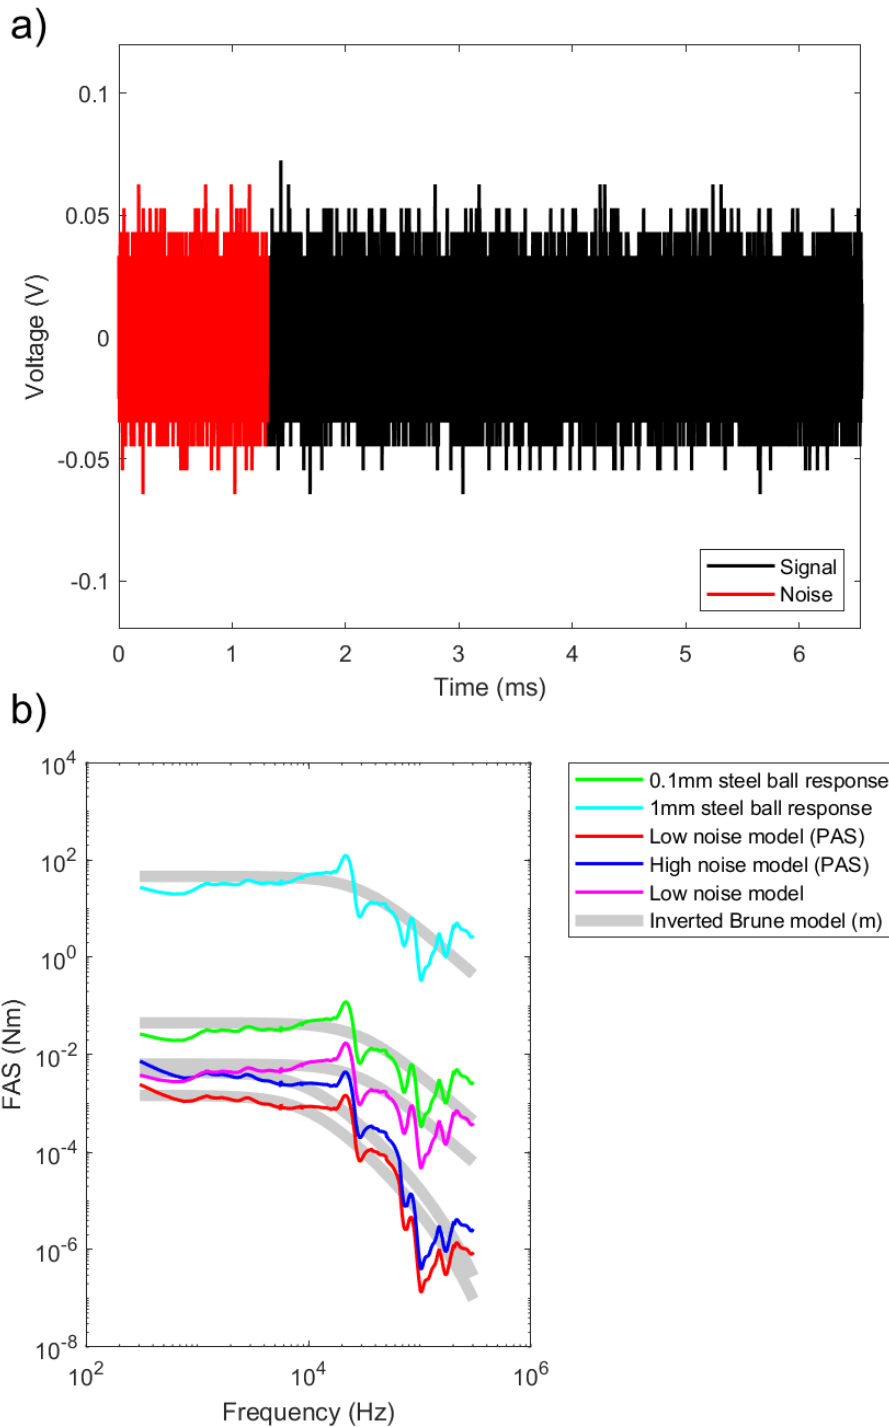 a)
0.1
0.05
0
-0.05
-0.1
Voltage (V)
Signal
Noise
0 1 2 3 4 5 6
Time (ms)
b)
10^4
10^2
10^0
10^-2
10^-4
10^-6
10^-8
FAS (Nm)
10^2 10^4 10^6
Frequency (Hz)
0.1mm steel ball response
1mm steel ball response
Low noise model (PAS)
High noise model (PAS)
Low noise model
Inverted Brune model (m)